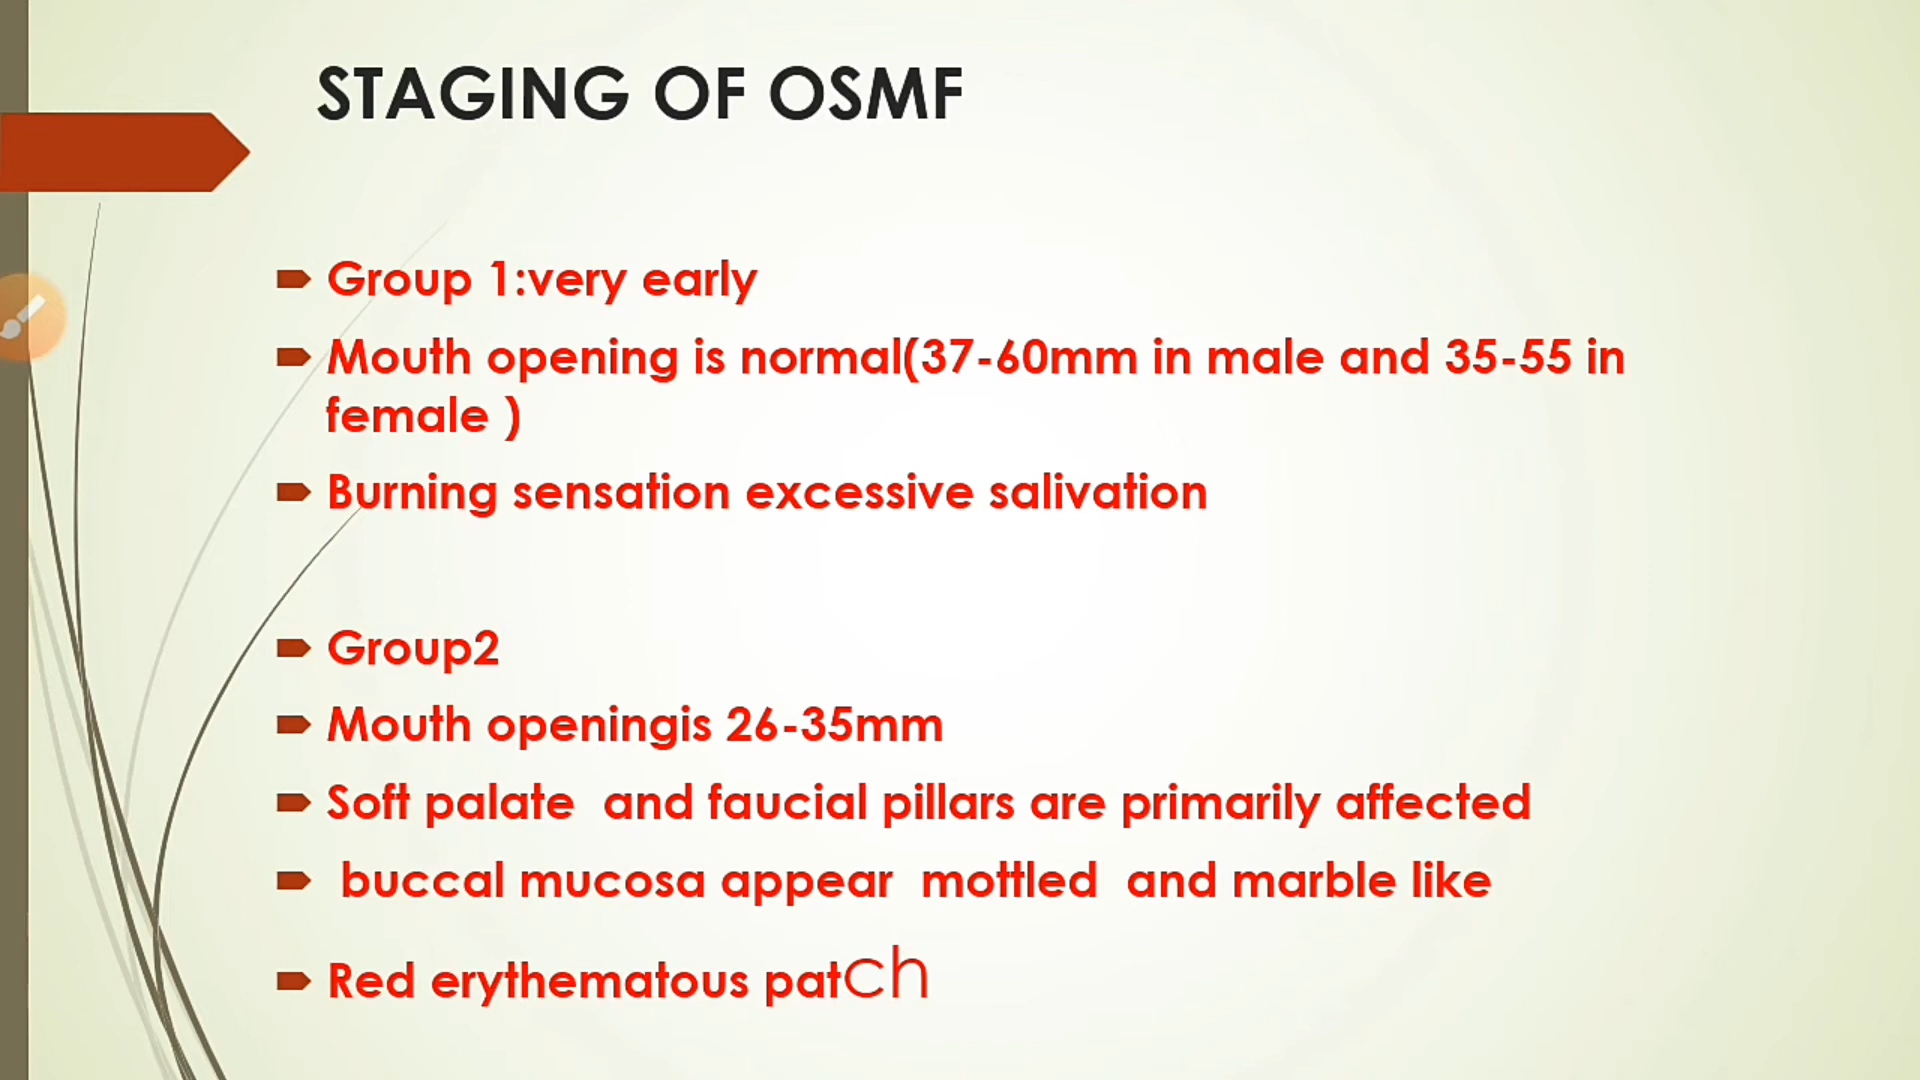 STAGING OF OSMF
Group 1:very early
Mouth opening is normal(37-60mm in male and 35-55 in
female )
Burning sensation excessive salivation
Group2
Mouth openingis 26-35mm
Soft palate and faucial pillars are primarily affected
buccal mucosa appear mottled and marble like
Red erythematous patch